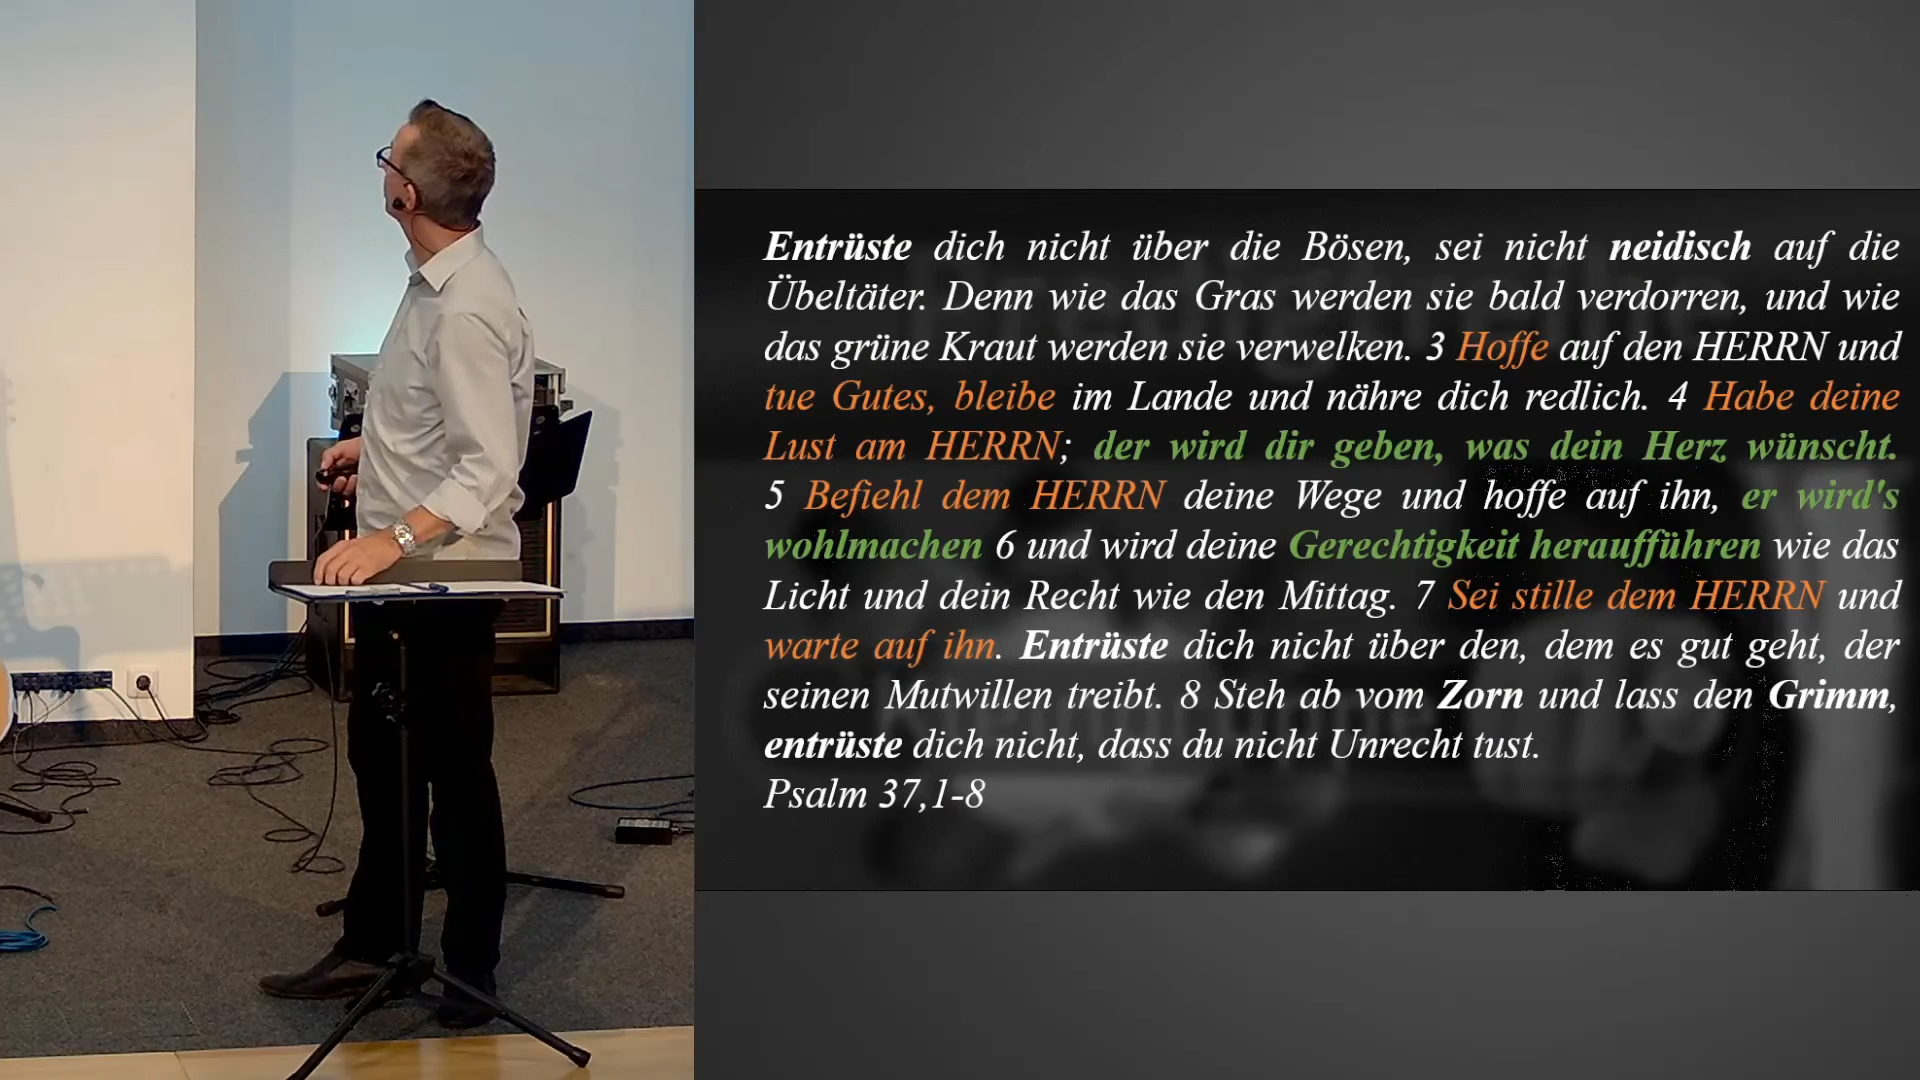 Entrüste dich nicht über die Bösen, sei nicht neidisch auf die
Übeltäter. Denn wie das Gras werden sie bald verdorren, und wie
das grüne Kraut werden sie verwelken. 3 Hoffe auf den HERRN und
tue Gutes, bleibe im Lande und nähre dich redlich. 4 Habe deine
Lust am HERRN; der wird dir geben, was dein Herz wünscht.
5 Befiehl dem HERRN deine Wege und hoffe auf ihn, er wird's
wohlmachen 6 und wird deine Gerechtigkeit heraufführen wie das
Licht und dein Recht wie den Mittag. 7 Sei stille dem HERRN und
warte auf ihn. Entrüste dich nicht über den, dem es gut geht, der
seinen Mutwillen treibt. 8 Steh ab vom Zorn und lass den Grimm,
entrüste dich nicht, dass du nicht Unrecht tust.
Psalm 37,1-8